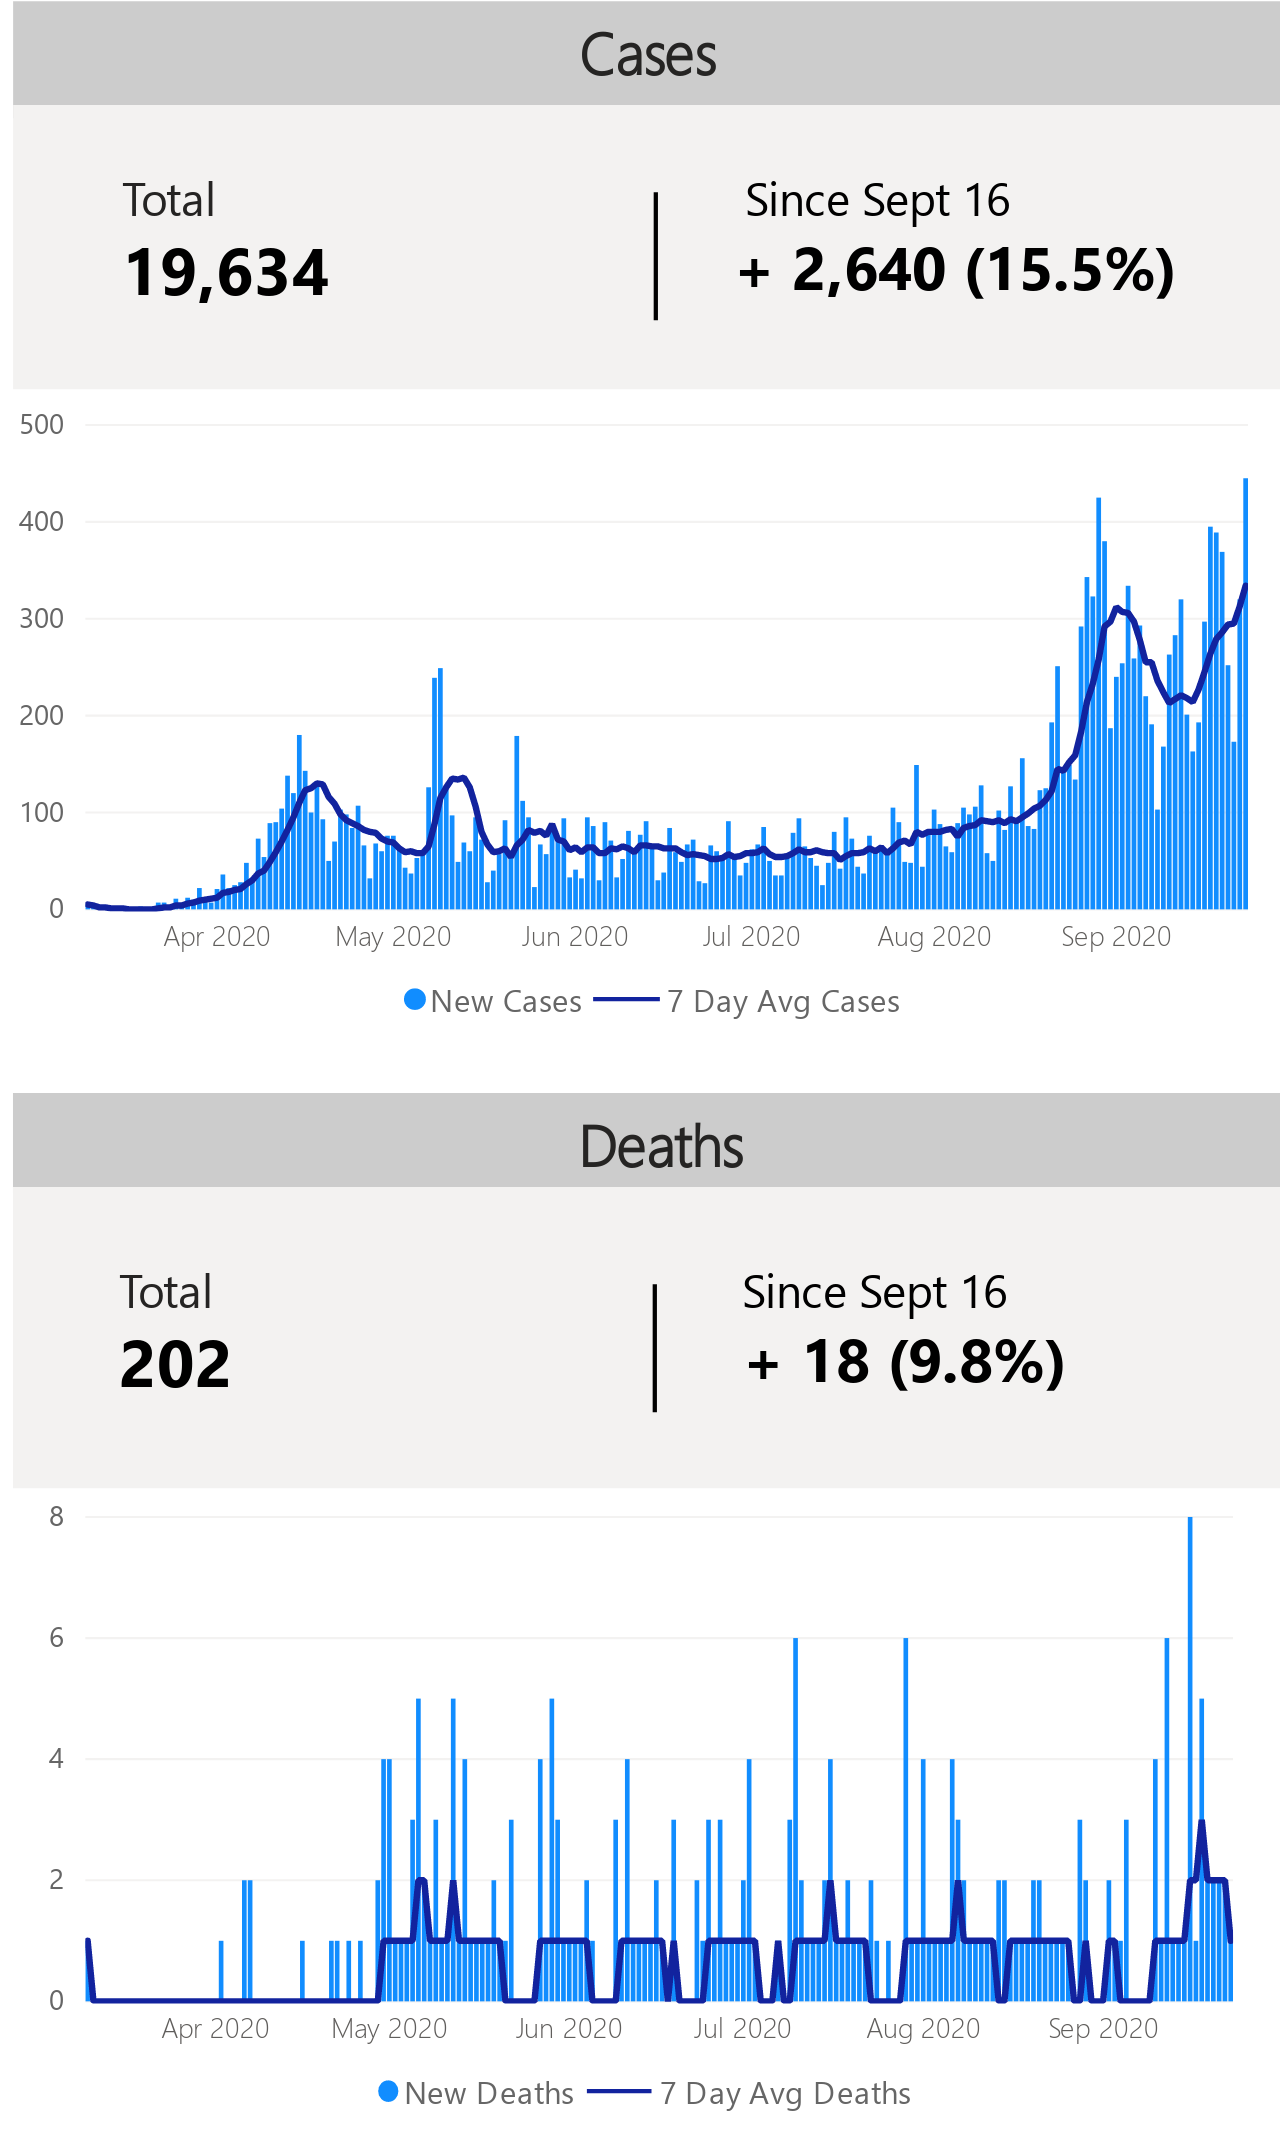 Cases
Total
19,634
Since Sept 16
+ 2,640 (15.5%)
500
400
300
200
100
0
Apr 2020 May 2020 Jun 2020 Jul 2020 Aug 2020 Sep 2020
New Cases 7 Day Avg Cases
Deaths
Total
202
Since Sept 16
+ 18 (9.8%)
8
6
4
2
0
Apr 2020 May 2020 Jun 2020 Jul 2020 Aug 2020 Sep 2020
New Deaths 7 Day Avg Deaths